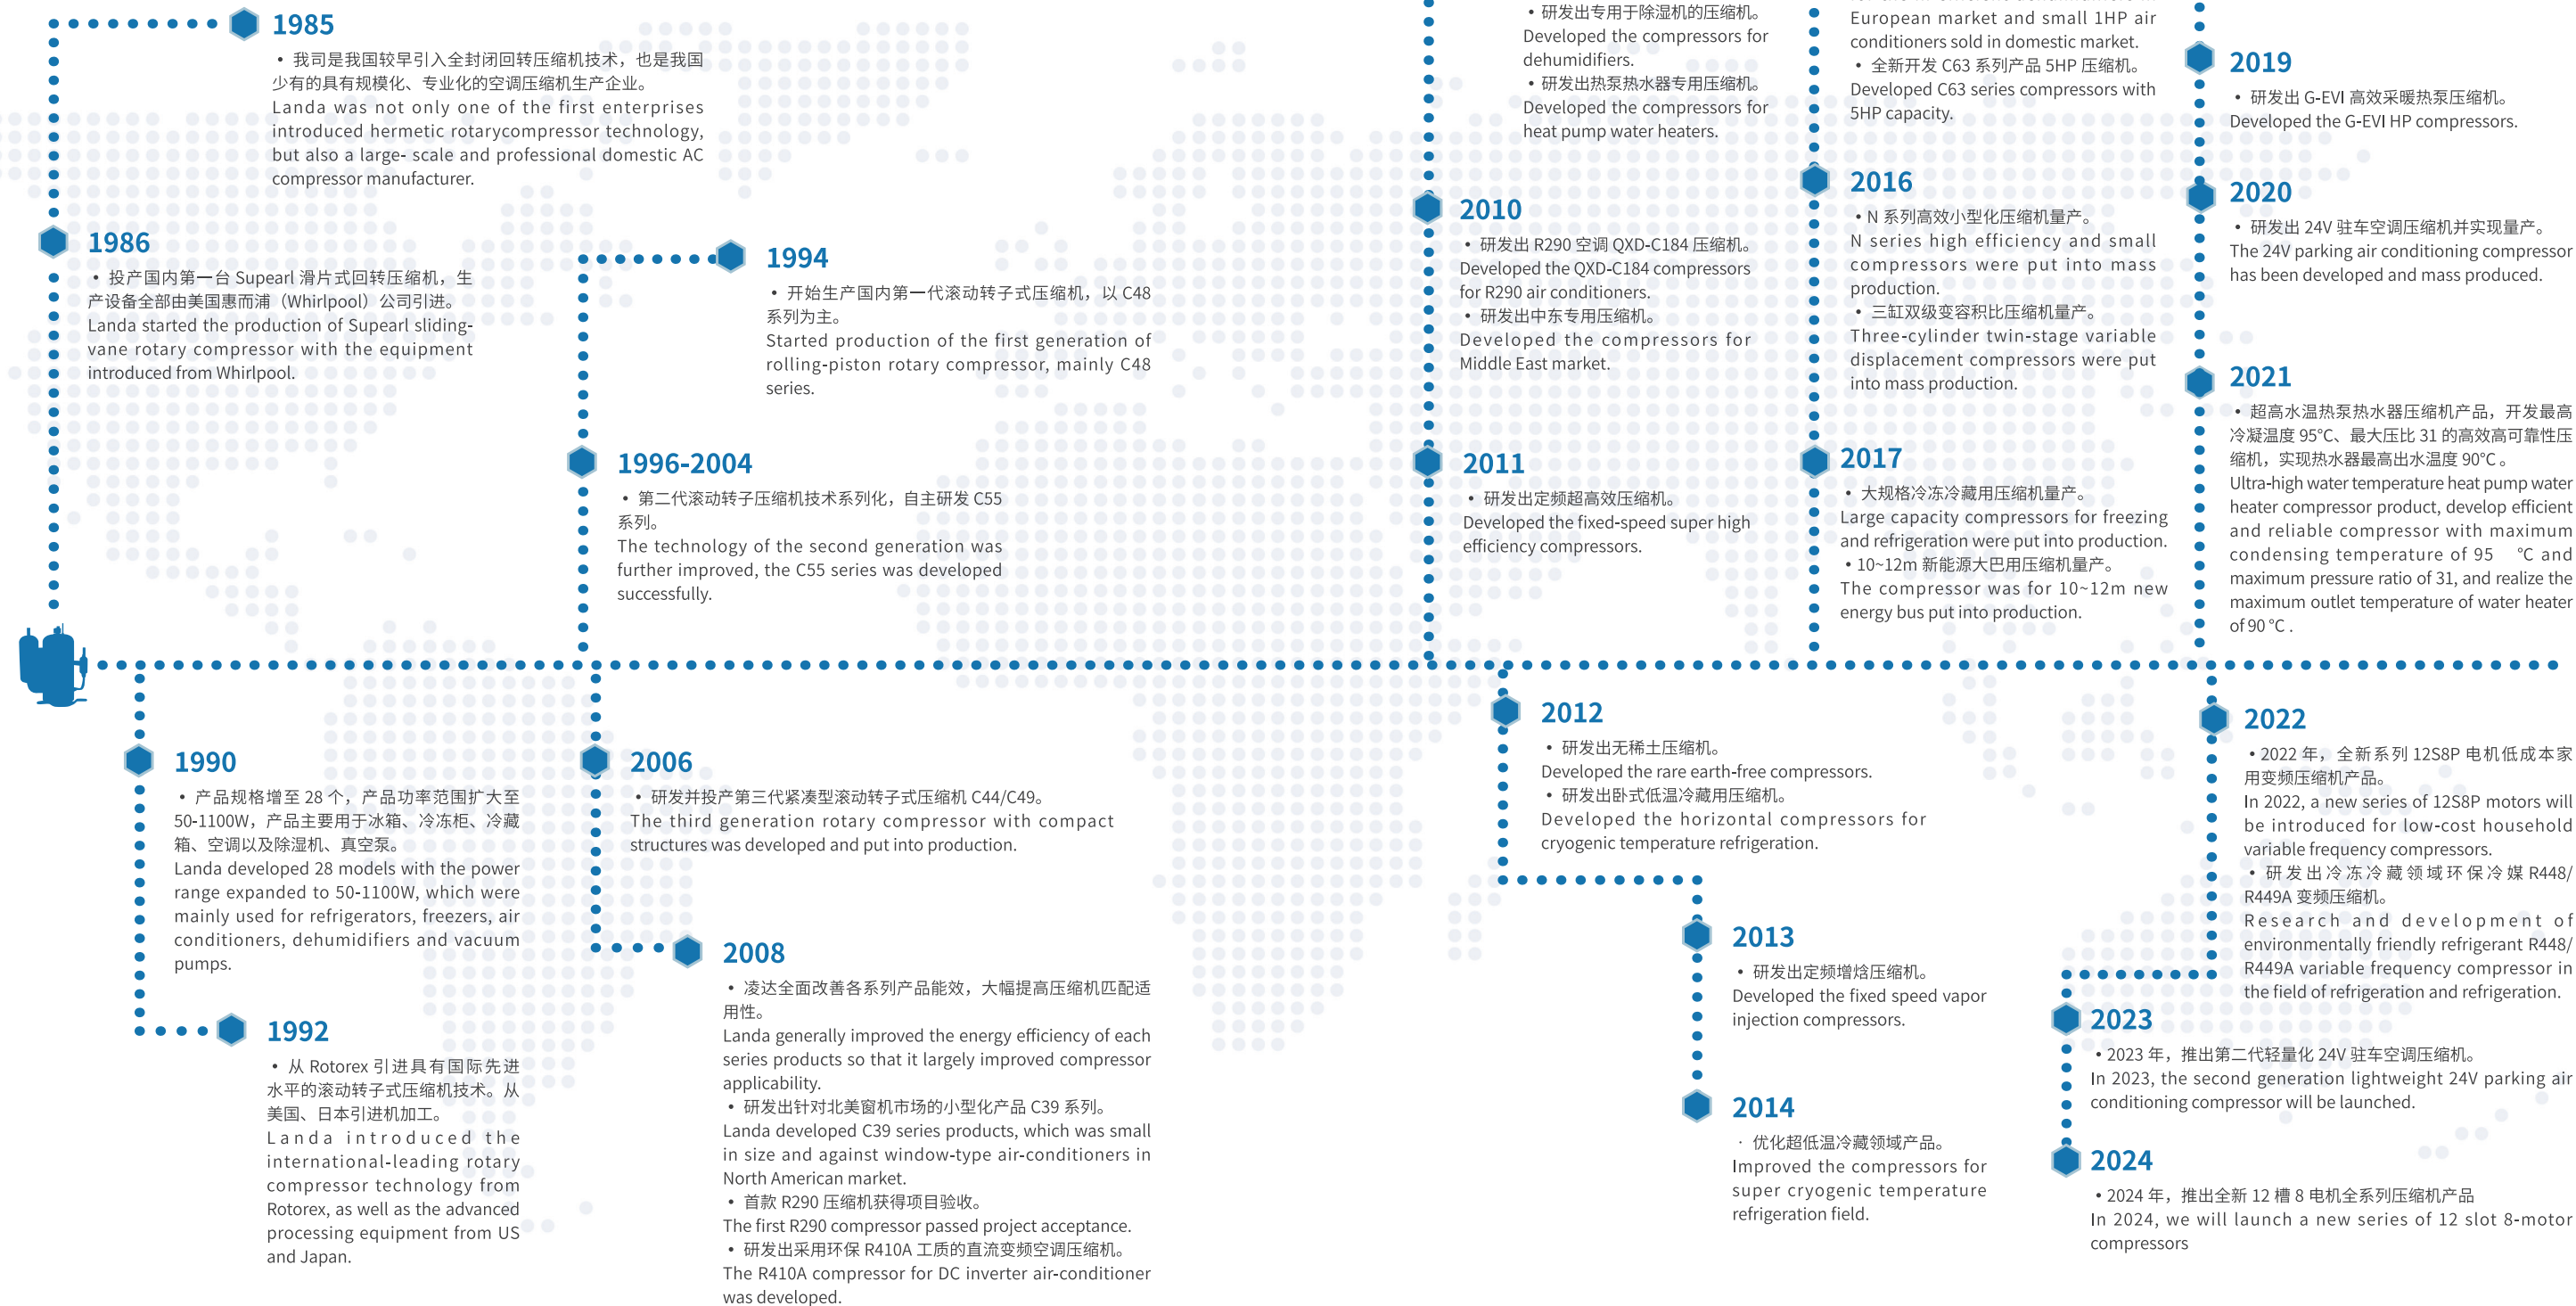 1985
• 我司是我国较早引入全封闭回转压缩机技术，也是我国
少有的具有规模化、专业化的空调压缩机生产企业。
Landa was not only one of the first enterprises
introduced hermetic rotarycompressor technology,
but also a large- scale and professional domestic AC
compressor manufacturer.
1986
• 投产国内第一台 Supearl 滑片式回转压缩机，生
产设备全部由美国惠而浦（Whirlpool）公司引进。
Landa started the production of Supearl sliding-
vane rotary compressor with the equipment
introduced from Whirlpool.
1994
• 开始生产国内第一代滚动转子式压缩机，以 C48
系列为主。
Started production of the first generation of
rolling-piston rotary compressor, mainly C48
series.
1996-2004
• 第二代滚动转子压缩机技术系列化，自主研发 C55
系列。
The technology of the second generation was
further improved, the C55 series was developed
successfully.
• 研发出专用于除湿机的压缩机。
Developed the compressors for
dehumidifiers.
• 研发出热泵热水器专用压缩机。
Developed the compressors for
heat pump water heaters.
2010
• 研发出 R290 空调 QXD-C184 压缩机。
Developed the QXD-C184 compressors
for R290 air conditioners.
• 研发出中东专用压缩机。
Developed the compressors for
Middle East market.
2011
• 研发出定频超高效压缩机。
Developed the fixed-speed super high
efficiency compressors.
European market and small 1HP air
conditioners sold in domestic market.
• 全新开发 C63 系列产品 5HP 压缩机。
Developed C63 series compressors with
5HP capacity.
2016
• N 系列高效小型化压缩机量产。
N series high efficiency and small
compressors were put into mass
production.
• 三缸双级变容积比压缩机量产。
Three-cylinder twin-stage variable
displacement compressors were put
into mass production.
2017
• 大规格冷冻冷藏用压缩机量产。
Large capacity compressors for freezing
and refrigeration were put into production.
• 10~12m 新能源大巴用压缩机量产。
The compressor was for 10~12m new
energy bus put into production.
2019
• 研发出 G-EVI 高效采暖热泵压缩机。
Developed the G-EVI HP compressors.
2020
• 研发出 24V 驻车空调压缩机并实现量产。
The 24V parking air conditioning compressor
has been developed and mass produced.
2021
• 超高水温热泵热水器压缩机产品，开发最高
冷凝温度 95℃、最大压比 31 的高效高可靠性压
缩机，实现热水器最高出水温度 90℃ 。
Ultra-high water temperature heat pump water
heater compressor product, develop efficient
and reliable compressor with maximum
condensing temperature of 95 ℃ and
maximum pressure ratio of 31, and realize the
maximum outlet temperature of water heater
of 90 ℃ .
1990
• 产品规格增至 28 个，产品功率范围扩大至
50-1100W，产品主要用于冰箱、冷冻柜、冷藏
箱、空调以及除湿机、真空泵。
Landa developed 28 models with the power
range expanded to 50-1100W, which were
mainly used for refrigerators, freezers, air
conditioners, dehumidifiers and vacuum
pumps.
1992
• 从 Rotorex 引进具有国际先进
水平的滚动转子式压缩机技术。从
美国、日本引进机加工。
Landa introduced the
international-leading rotary
compressor technology from
Rotorex, as well as the advanced
processing equipment from US
and Japan.
2006
• 研发并投产第三代紧凑型滚动转子式压缩机 C44/C49。
The third generation rotary compressor with compact
structures was developed and put into production.
2008
• 凌达全面改善各系列产品能效，大幅提高压缩机匹配适
用性。
Landa generally improved the energy efficiency of each
series products so that it largely improved compressor
applicability.
• 研发出针对北美窗机市场的小型化产品 C39 系列。
Landa developed C39 series products, which was small
in size and against window-type air-conditioners in
North American market.
• 首款 R290 压缩机获得项目验收。
The first R290 compressor passed project acceptance.
• 研发出采用环保 R410A 工质的直流变频空调压缩机。
The R410A compressor for DC inverter air-conditioner
was developed.
2012
• 研发出无稀土压缩机。
Developed the rare earth-free compressors.
• 研发出卧式低温冷藏用压缩机。
Developed the horizontal compressors for
cryogenic temperature refrigeration.
2013
• 研发出定频增焓压缩机。
Developed the fixed speed vapor
injection compressors.
2014
· 优化超低温冷藏领域产品。
Improved the compressors for
super cryogenic temperature
refrigeration field.
2022
• 2022 年，全新系列 12S8P 电机低成本家
用变频压缩机产品。
In 2022, a new series of 12S8P motors will
be introduced for low-cost household
variable frequency compressors.
• 研发出冷冻冷藏领域环保冷媒 R448/
R449A 变频压缩机。
Research and development of
environmentally friendly refrigerant R448/
R449A variable frequency compressor in
the field of refrigeration and refrigeration.
2023
• 2023 年，推出第二代轻量化 24V 驻车空调压缩机。
In 2023, the second generation lightweight 24V parking air
conditioning compressor will be launched.
2024
• 2024 年，推出全新 12 槽 8 电机全系列压缩机产品
In 2024, we will launch a new series of 12 slot 8-motor
compressors